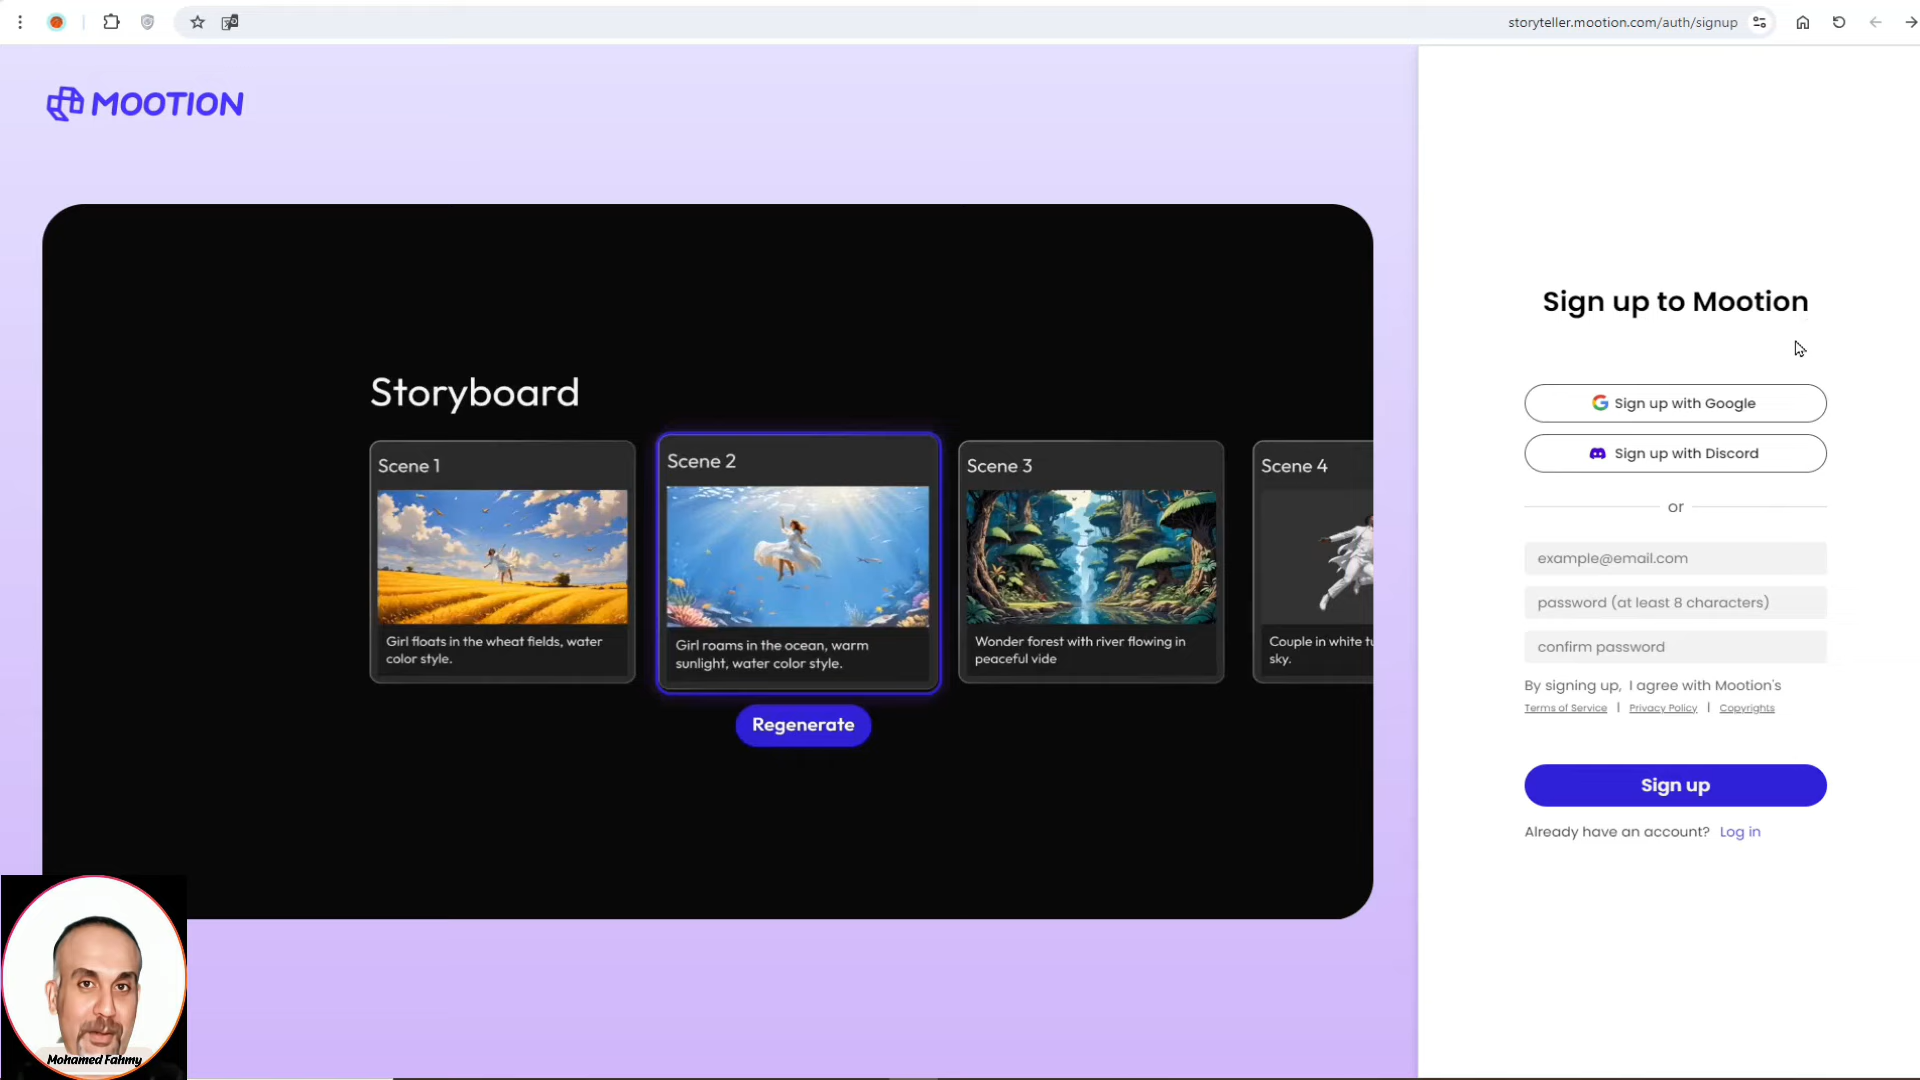 storyteller.mootion.com/auth/signup
MOOTION
Storyboard
Scene 1
Girl floats in the wheat fields, water
color style.
Scene 2
Girl roams in the ocean, warm
sunlight, water color style.
Regenerate
Scene 3
Wonder forest with river flowing in
peaceful vide
Scene 4
Couple in white tu
sky.
Sign up to Mootion
Sign up with Google
Sign up with Discord
or
example@email.com
password (at least 8 characters)
confirm password
By signing up, I agree with Mootion's
Terms of Service | Privacy Policy | Copyrights
Sign up
Already have an account? Log in
Mohamed Fahmy